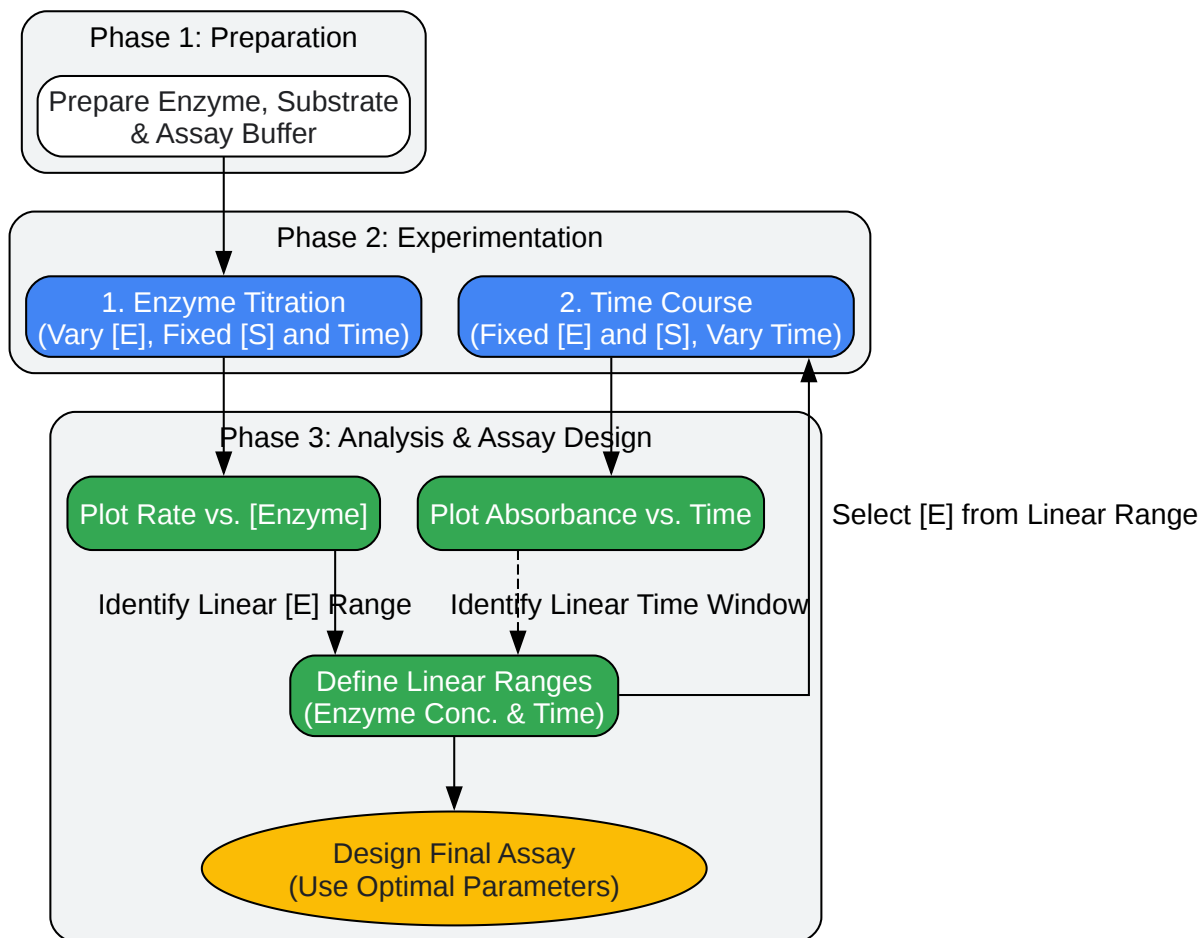 Phase 1: Preparation
Prepare Enzyme, Substrate
& Assay Buffer
Phase 2: Experimentation
1. Enzyme Titration
(Vary [E], Fixed [S] and Time)
2. Time Course
(Fixed [E] and [S], Vary Time)
Phase 3: Analysis & Assay Design
Plot Rate vs. [Enzyme]
Plot Absorbance vs. Time
Select [E] from Linear Range
Identify Linear [E] Range
Identify Linear Time Window
Define Linear Ranges
(Enzyme Conc. & Time)
Design Final Assay
(Use Optimal Parameters)